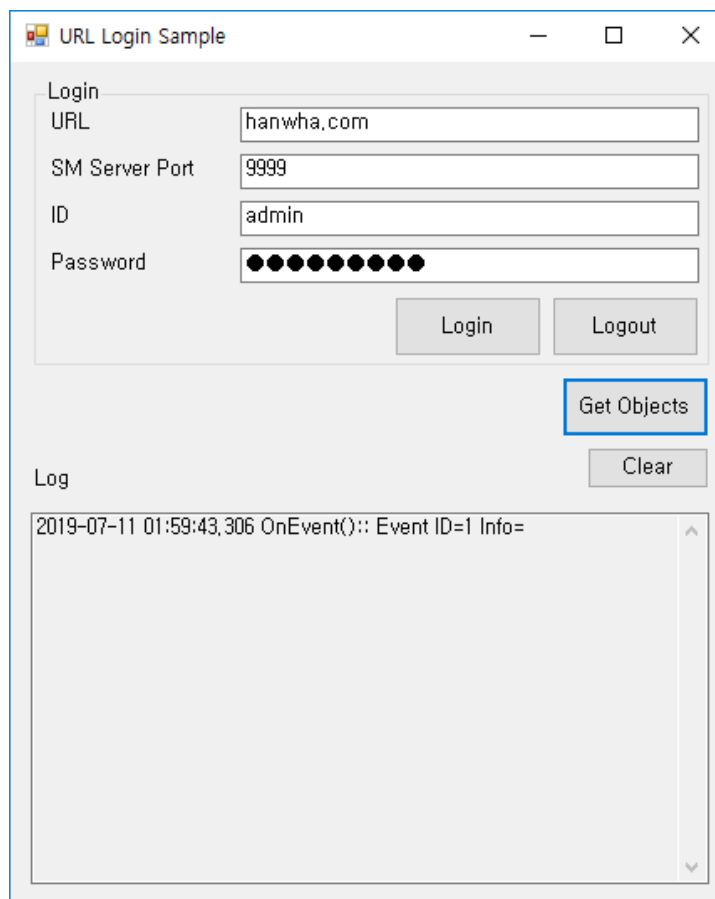 URL Login Sample
Login
URL hanwha.com
SM Server Port 9999
ID admin
Password ●●●●●●●●●
Login Logout
Get Objects
Clear
Log
2019-07-11 01:59:43,306 OnEvent():: Event ID=1 Info=